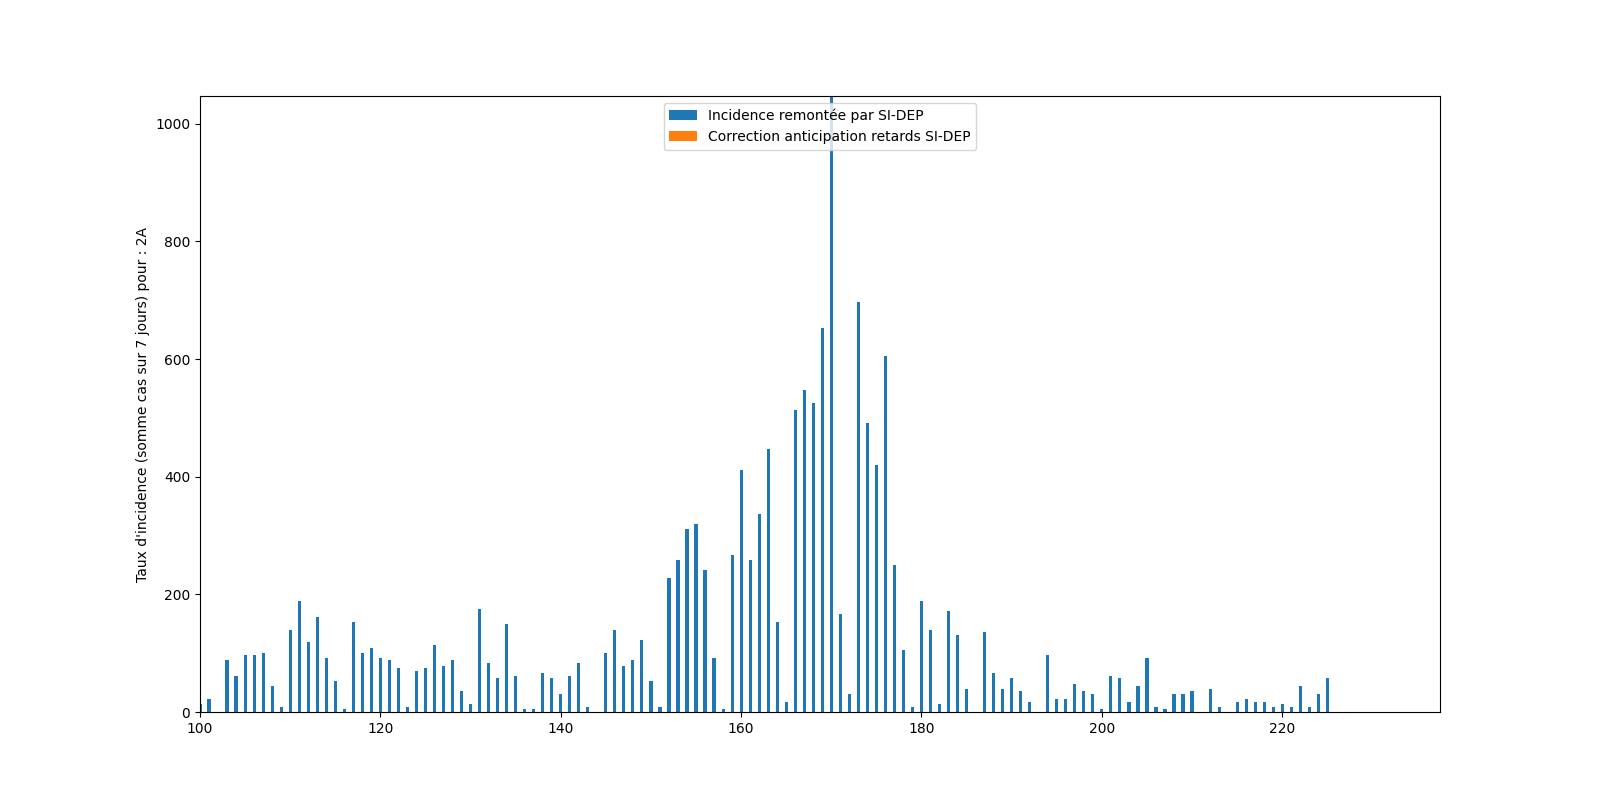 Incidence remontée par SI-DEP
Correction anticipation retards SI-DEP
Taux d'incidence (somme cas sur 7 jours) pour : 2A
1000
800
600
400
200
0
100 120 140 160 180 200 220